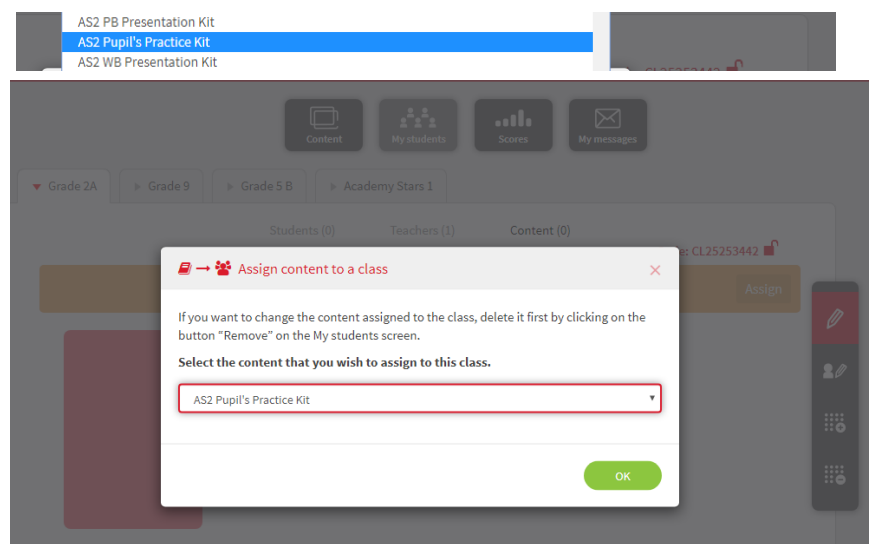 AS2 PB Presentation Kit
AS2 Pupil's Practice Kit
AS2 WB Presentation Kit
Content
My students
Scores
My messages
Grade 2A
Grade 9
Grade 5 B
Academy Stars 1
Students (0)
Teachers (1)
Content (0)
e: CL25253442
Assign content to a class
Assign
If you want to change the content assigned to the class, delete it first by clicking on the
button "Remove" on the My students screen.
Select the content that you wish to assign to this class.
AS2 Pupil's Practice Kit
OK